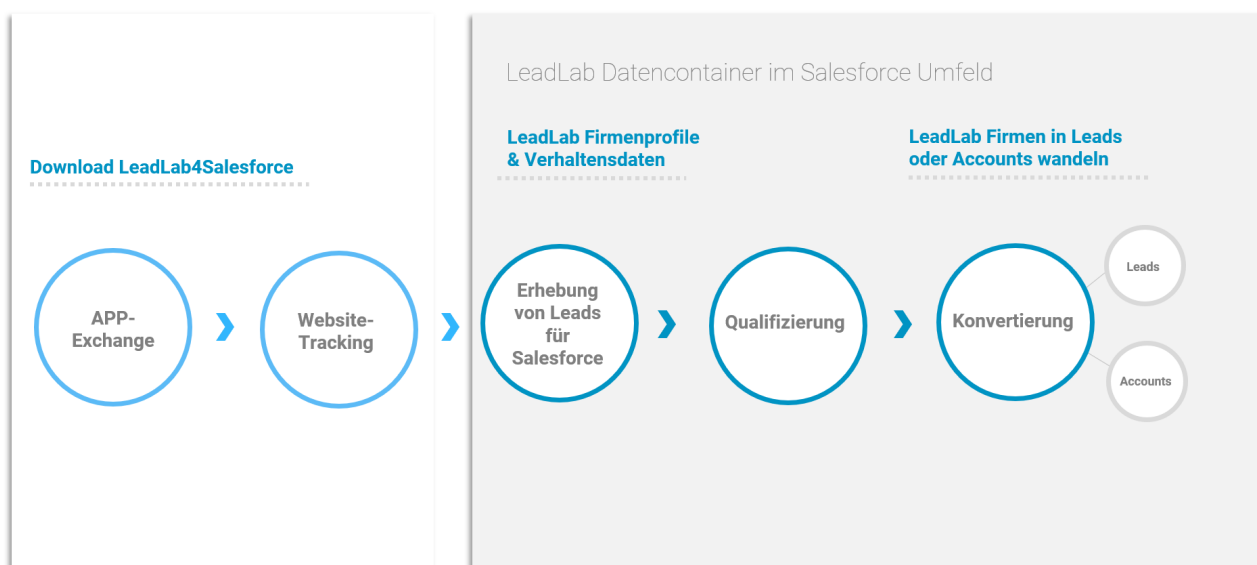 LeadLab Datencontainer im Salesforce Umfeld
Download LeadLab4Salesforce
LeadLab Firmenprofile
& Verhaltensdaten
LeadLab Firmen in Leads
oder Accounts wandeln
APP-
Exchange
Website-
Tracking
Erhebung
von Leads
für
Salesforce
Qualifizierung
Konvertierung
Leads
Accounts